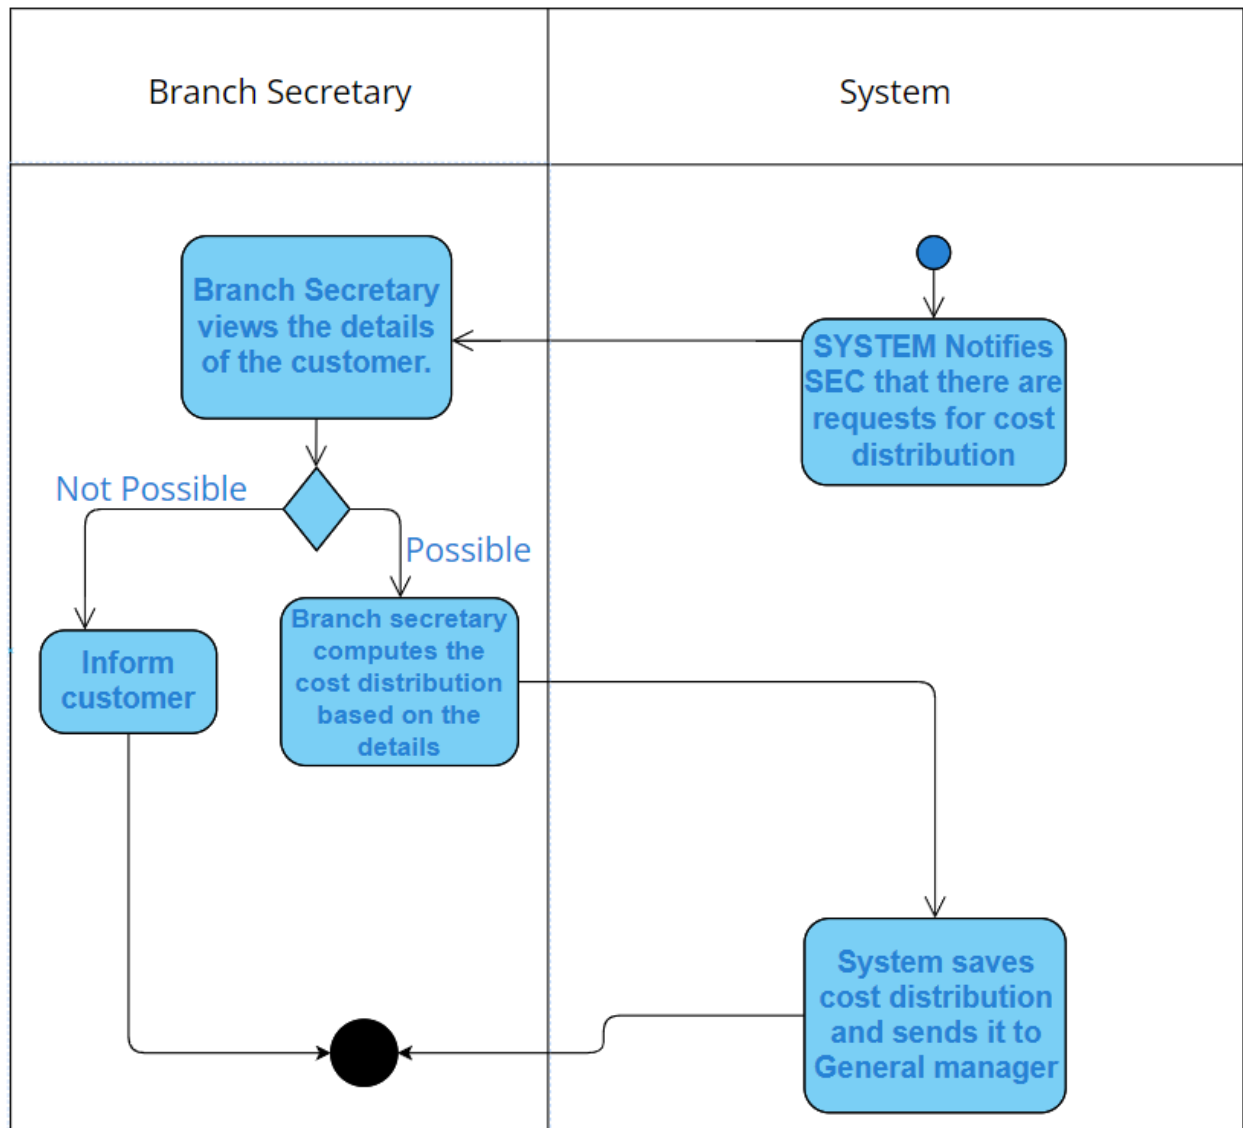 Branch Secretary
System
Branch Secretary
views the details
of the customer.
SYSTEM Notifies
SEC that there are
requests for cost
distribution
Not Possible
Possible
Inform
customer
Branch secretary
computes the
cost distribution
based on the
details
System saves
cost distribution
and sends it to
General manager